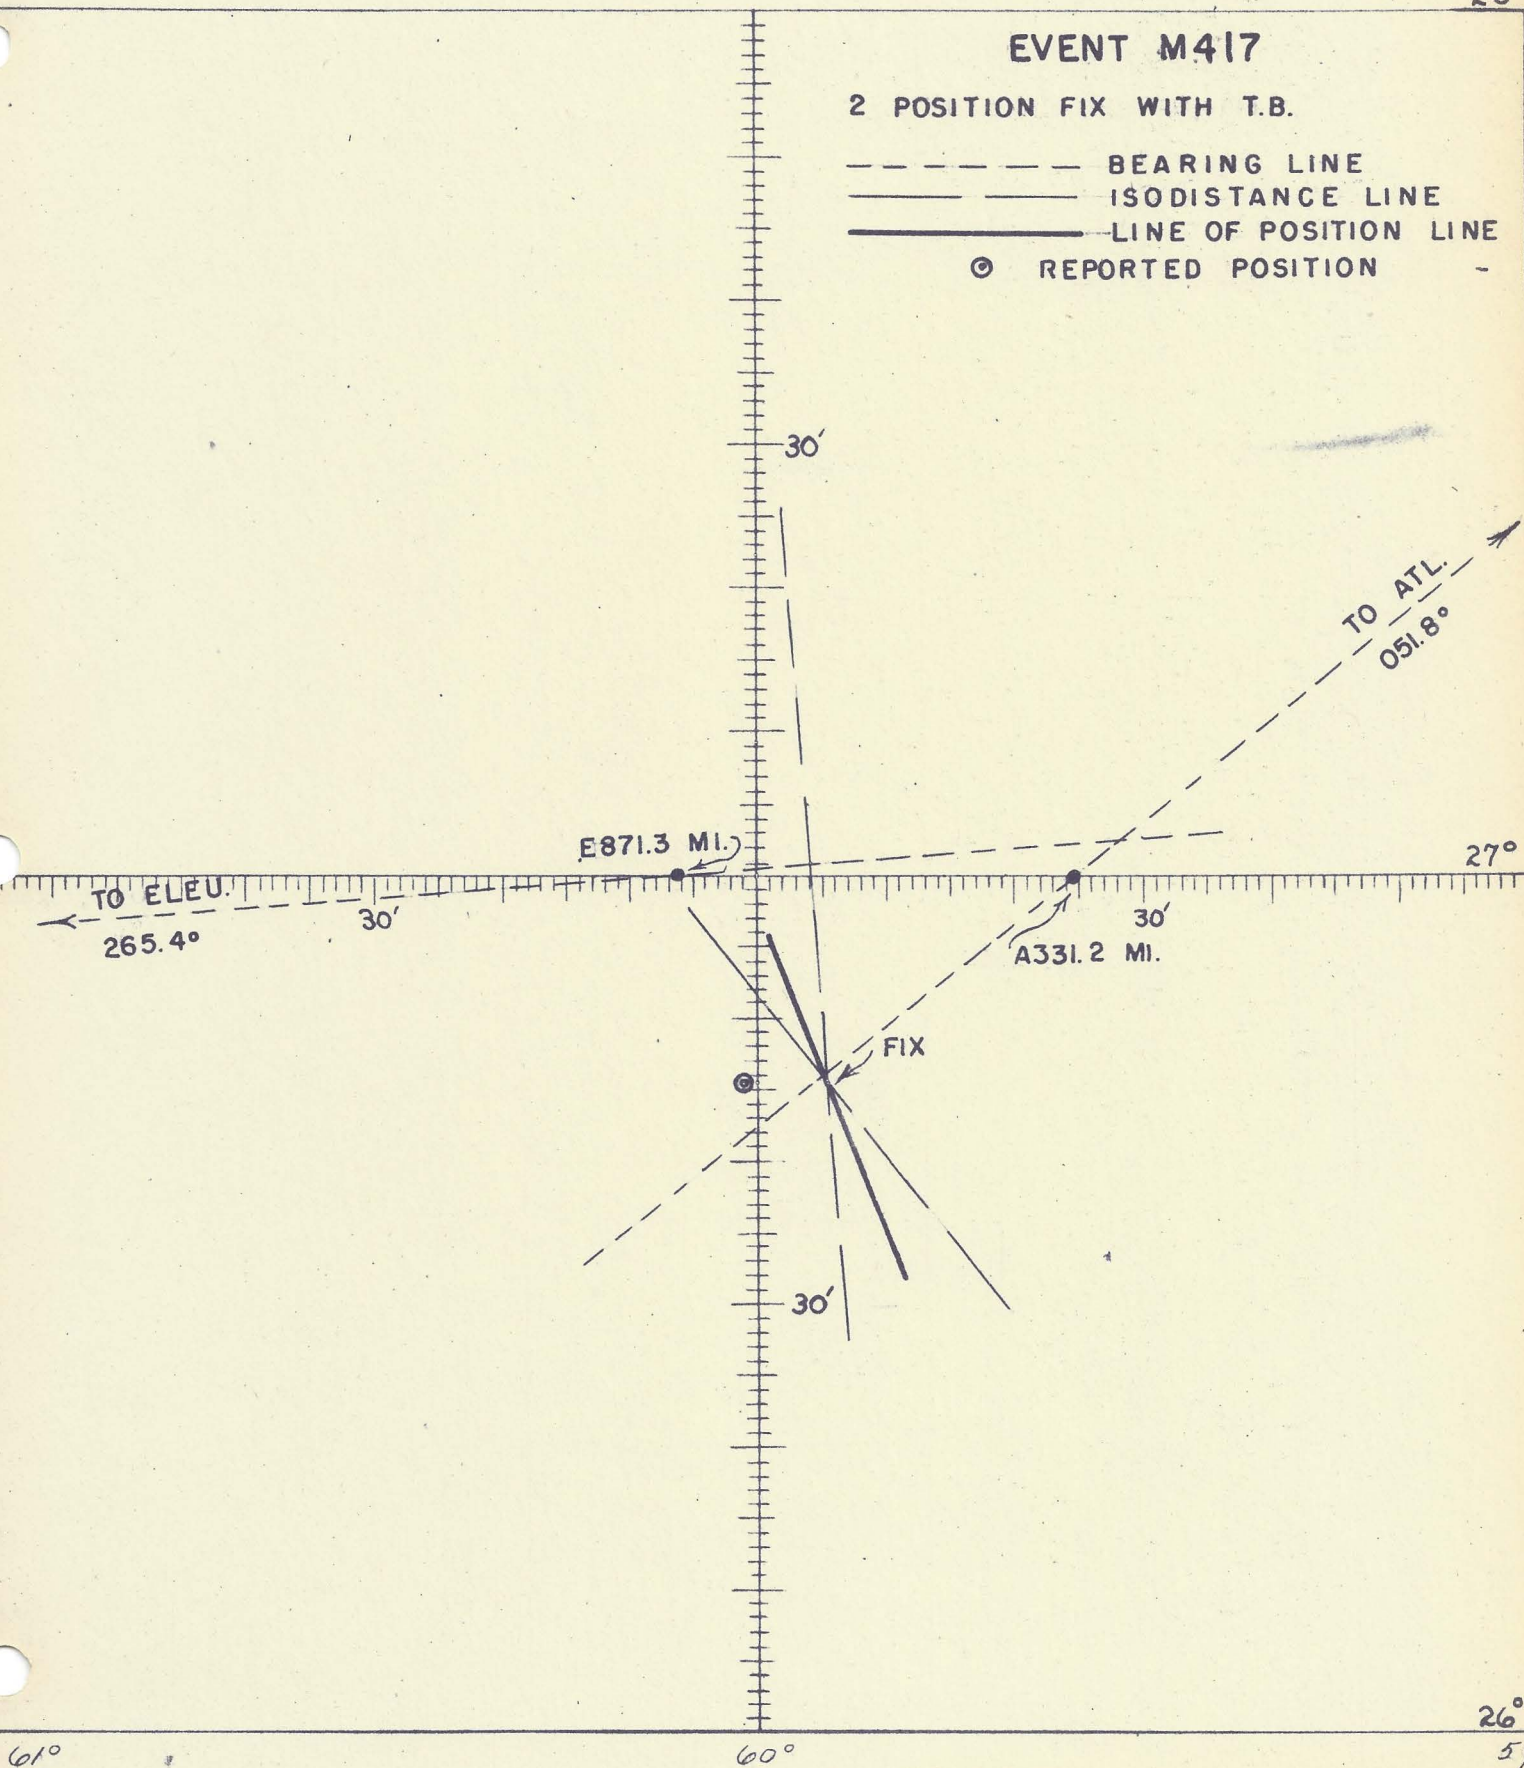 EVENT M417
2 POSITION FIX WITH T.B.
BEARING LINE
ISODISTANCE LINE
LINE OF POSITION LINE
REPORTED POSITION
30′
TO ATL.
051.8°
E871.3 MI.
27°
TO ELEU.
30′
30′
265.4°
A331.2 MI.
FIX
30′
26°
61°
60°